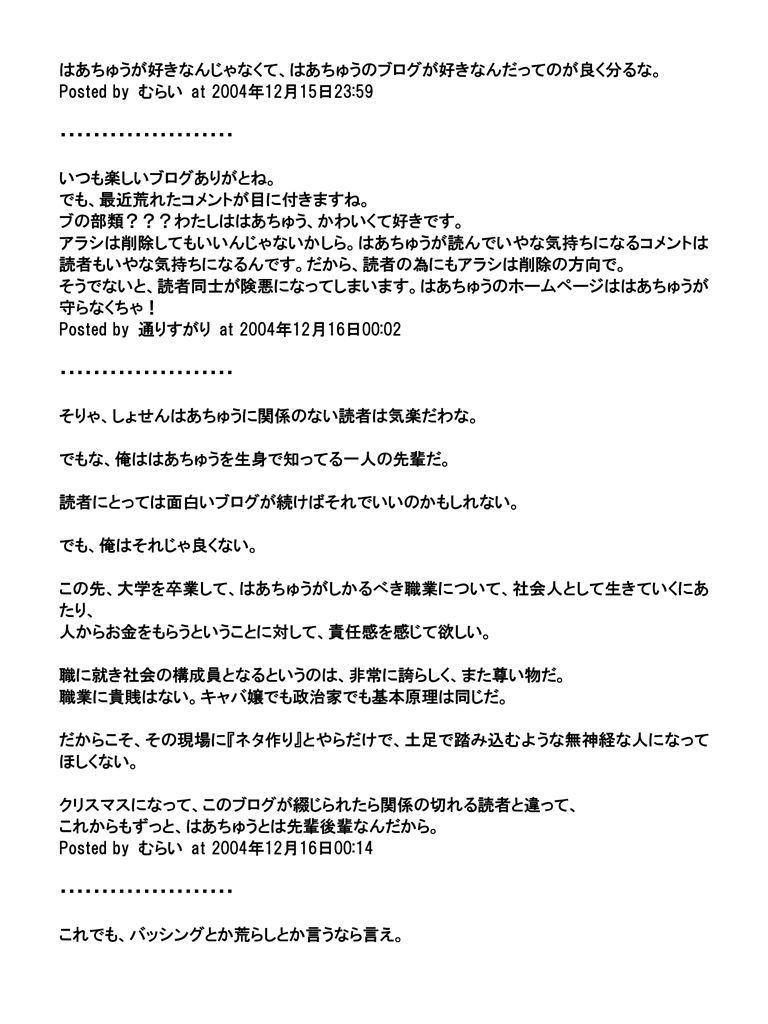 はあちゅうが好きなんじゃなくて、はあちゅうのブログが好きなんだってのが良く分るな。
Posted by むらい at 2004年12月15日23:59
・・・・・・・・・・・・・・・・・・・・・
いつも楽しいブログありがとね。
でも、最近荒れたコメントが目に付きますね。
ブの部類？？？わたしははあちゅう、かわいくて好きです。
アラシは削除してもいいんじゃないかしら。はあちゅうが読んでいやな気持ちになるコメントは
読者もいやな気持ちになるんです。だから、読者の為にもアラシは削除の方向で。
そうでないと、読者同士が険悪になってしまいます。はあちゅうのホームページははあちゅうが
守らなくちゃ！
Posted by 通りすがり at 2004年12月16日00:02
・・・・・・・・・・・・・・・・・・・・・
そりゃ、しょせんはあちゅうに関係のない読者は気楽だわな。
でもな、俺ははあちゅうを生身で知ってる一人の先輩だ。
読者にとっては面白いブログが続けばそれでいいのかもしれない。
でも、俺はそれじゃ良くない。
この先、大学を卒業して、はあちゅうがしかるべき職業について、社会人として生きていくにあ
たり、
人からお金をもらうということに対して、責任感を感じて欲しい。
職に就き社会の構成員となるというのは、非常に誇らしく、また尊い物だ。
職業に貴賎はない。キャバ嬢でも政治家でも基本原理は同じだ。
だからこそ、その現場に『ネタ作り』とやらだけで、土足で踏み込むような無神経な人になって
ほしくない。
クリスマスになって、このブログが綴じられたら関係の切れる読者と違って、
これからもずっと、はあちゅうとは先輩後輩なんだから。
Posted by むらい at 2004年12月16日00:14
・・・・・・・・・・・・・・・・・・・・・
これでも、バッシングとか荒らしとか言うなら言え。